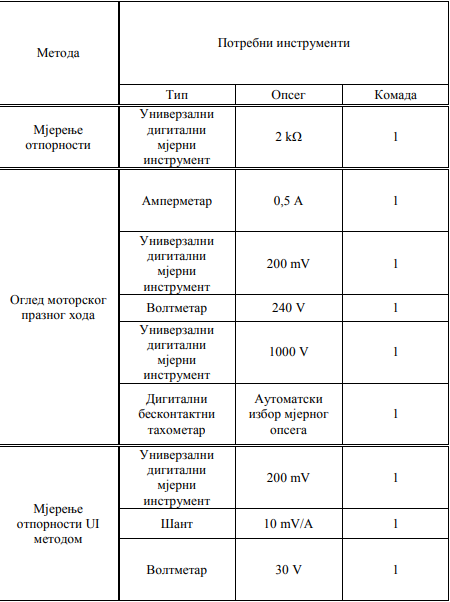 Метода
Потребни инструменти
Тип
Опсег
Комада
Мјерење
отпорности
Универзални
дигитални
мјерни
инструмент
2 kΩ
1
Оглед моторског
празног хода
Амперметар
0,5 A
1
Универзални
дигитални
мјерни
инструмент
200 mV
1
Волтметар
240 V
1
Универзални
дигитални
мјерни
инструмент
1000 V
1
Дигитални
бесконтактни
тахометар
Аутоматски
избор мјерног
опсега
1
Мјерење
отпорности UI
методом
Универзални
дигитални
мјерни
инструмент
200 mV
1
Шант
10 mV/A
1
Волтметар
30 V
1